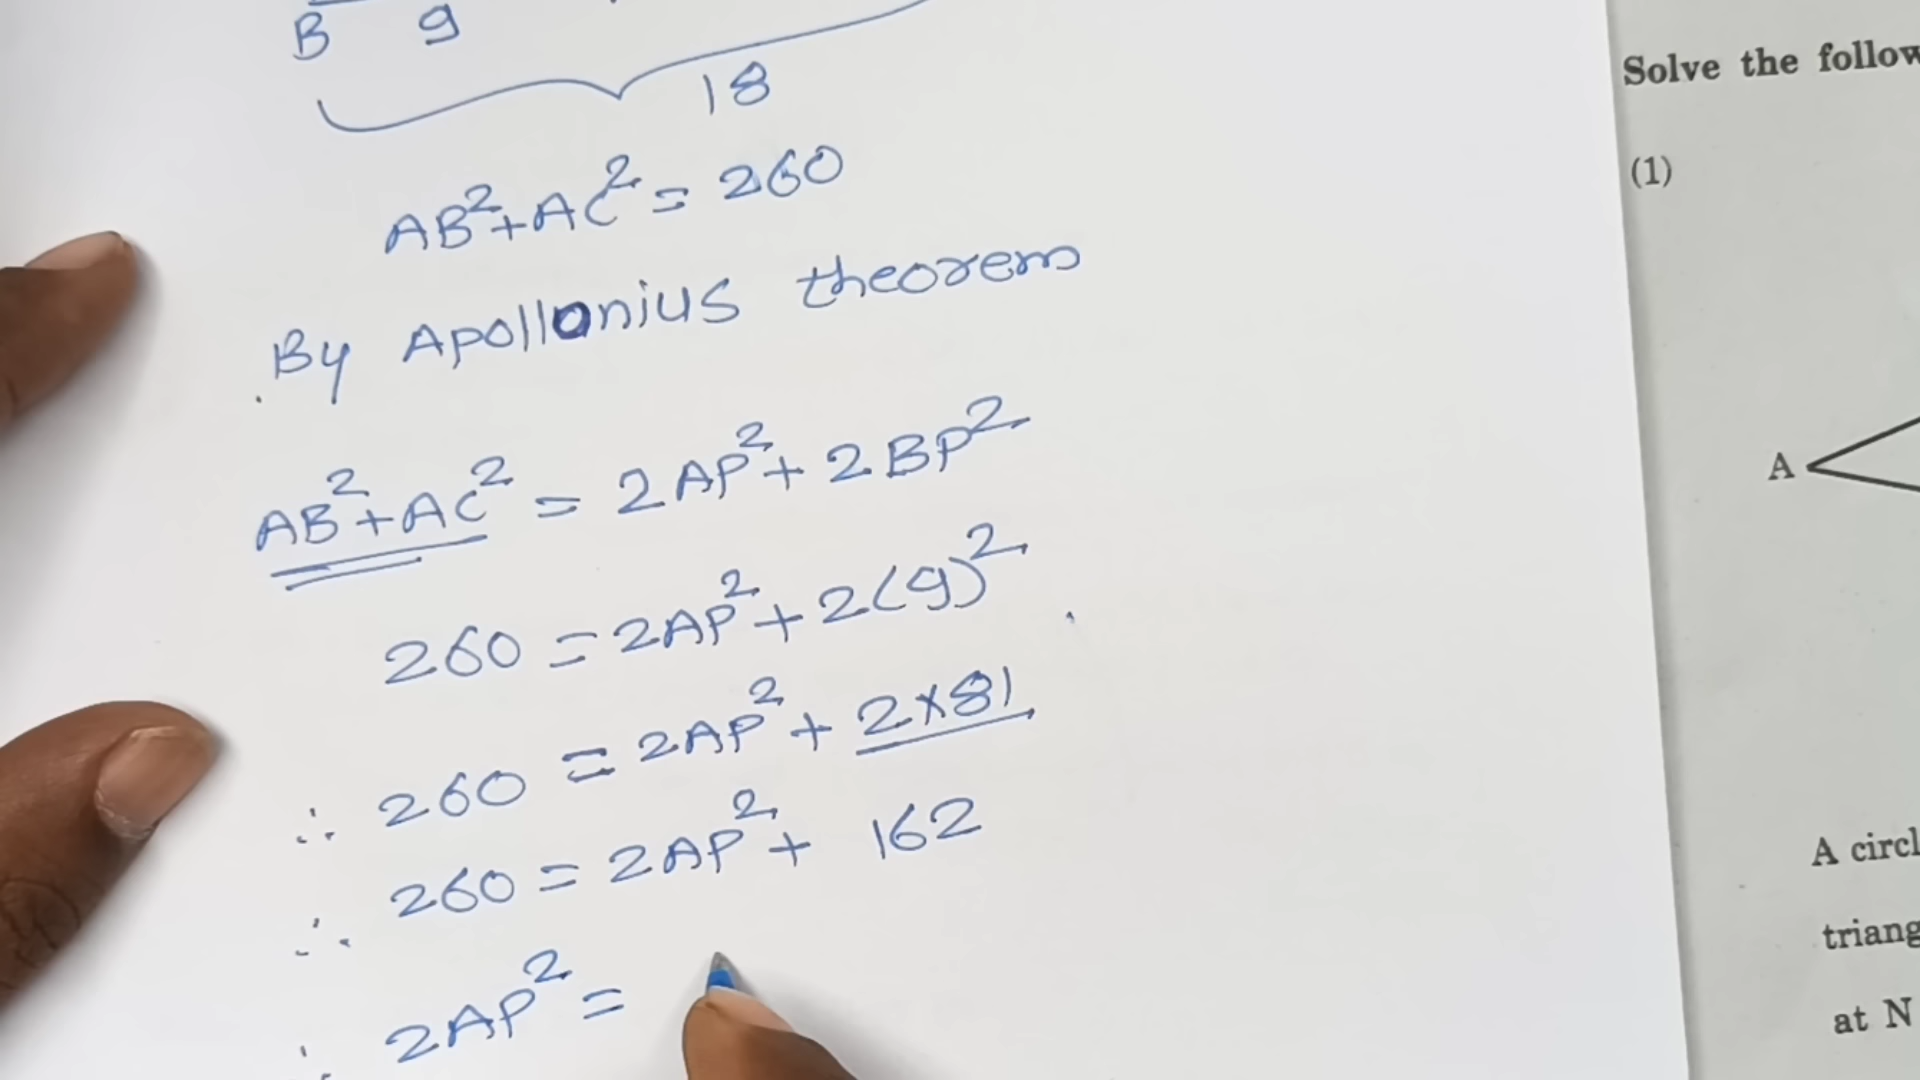 B 9
18
AB²+AC² = 260
By Apollonius theorem
AB²+AC² = 2AP²+ 2BP²
260 = 2AP²+ 2(9)²
∴ 260 = 2AP² + 2×81
∴ 260 = 2AP² + 162
∴ 2AP² =
Solve the follow
(1)
A
A circl
triang
at N